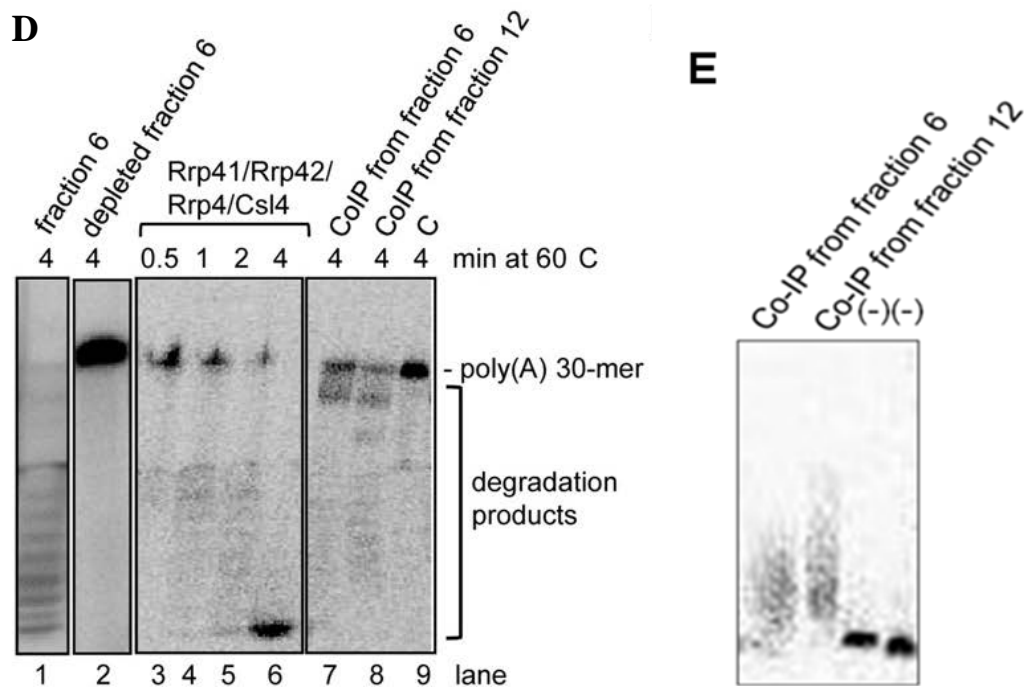 D
fraction 6
depleted fraction 6
Rrp41/Rrp42/
Rrp4/Csl4
CoIP from fraction 6
CoIP from fraction 12
C
4 4 0.5 1 2 4 4 4 4 min at 60 C
- poly(A) 30-mer
degradation
products
1 2 3 4 5 6 7 8 9 lane
E
Co-IP from fraction 6
Co-IP from fraction 12
(-)(-)